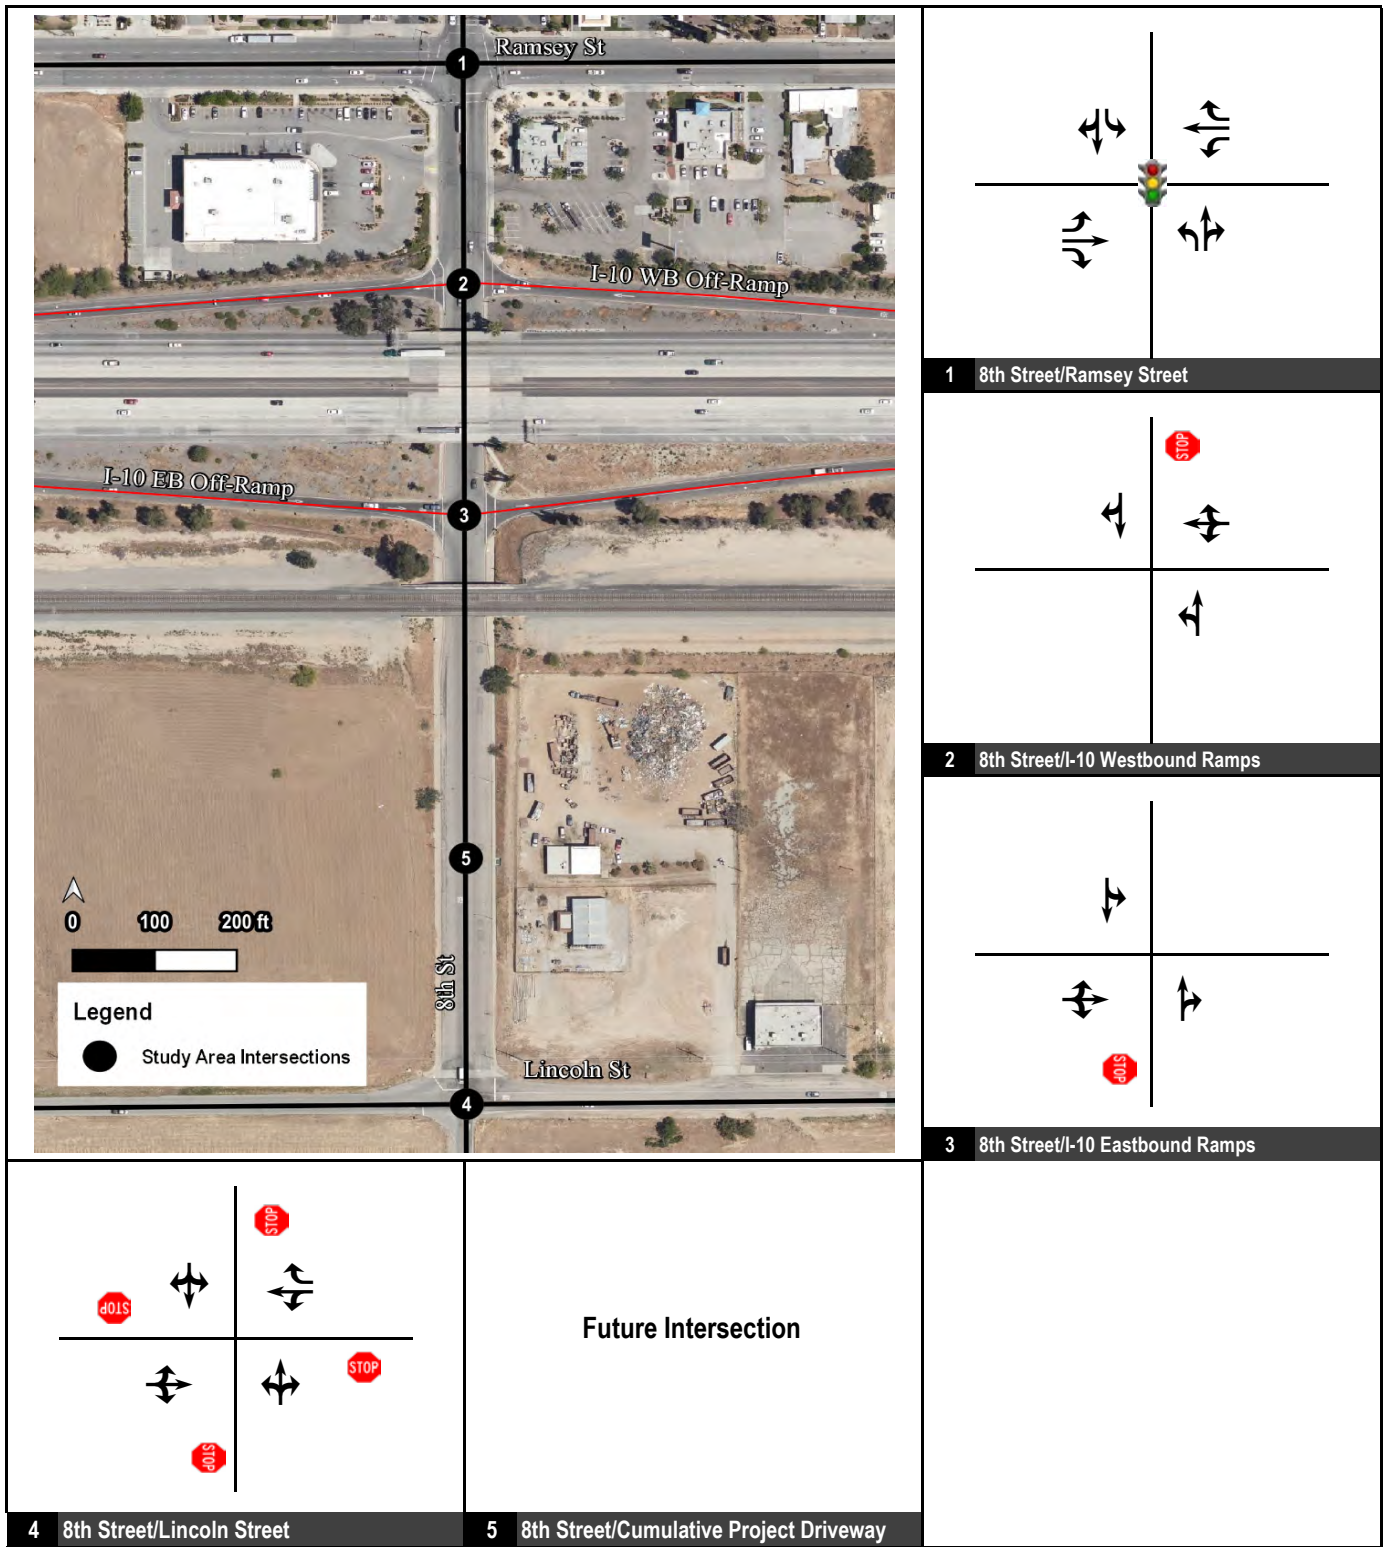 Ramsey St
1
I-10 WB Off-Ramp
2
I-10 EB Off-Ramp
3
5
0 100 200 ft
8th St
Legend
Study Area Intersections
Lincoln St
4
1 8th Street/Ramsey Street
STOP
2 8th Street/I-10 Westbound Ramps
STOP
3 8th Street/I-10 Eastbound Ramps
STOP
STOP
STOP
STOP
4 8th Street/Lincoln Street
Future Intersection
5 8th Street/Cumulative Project Driveway